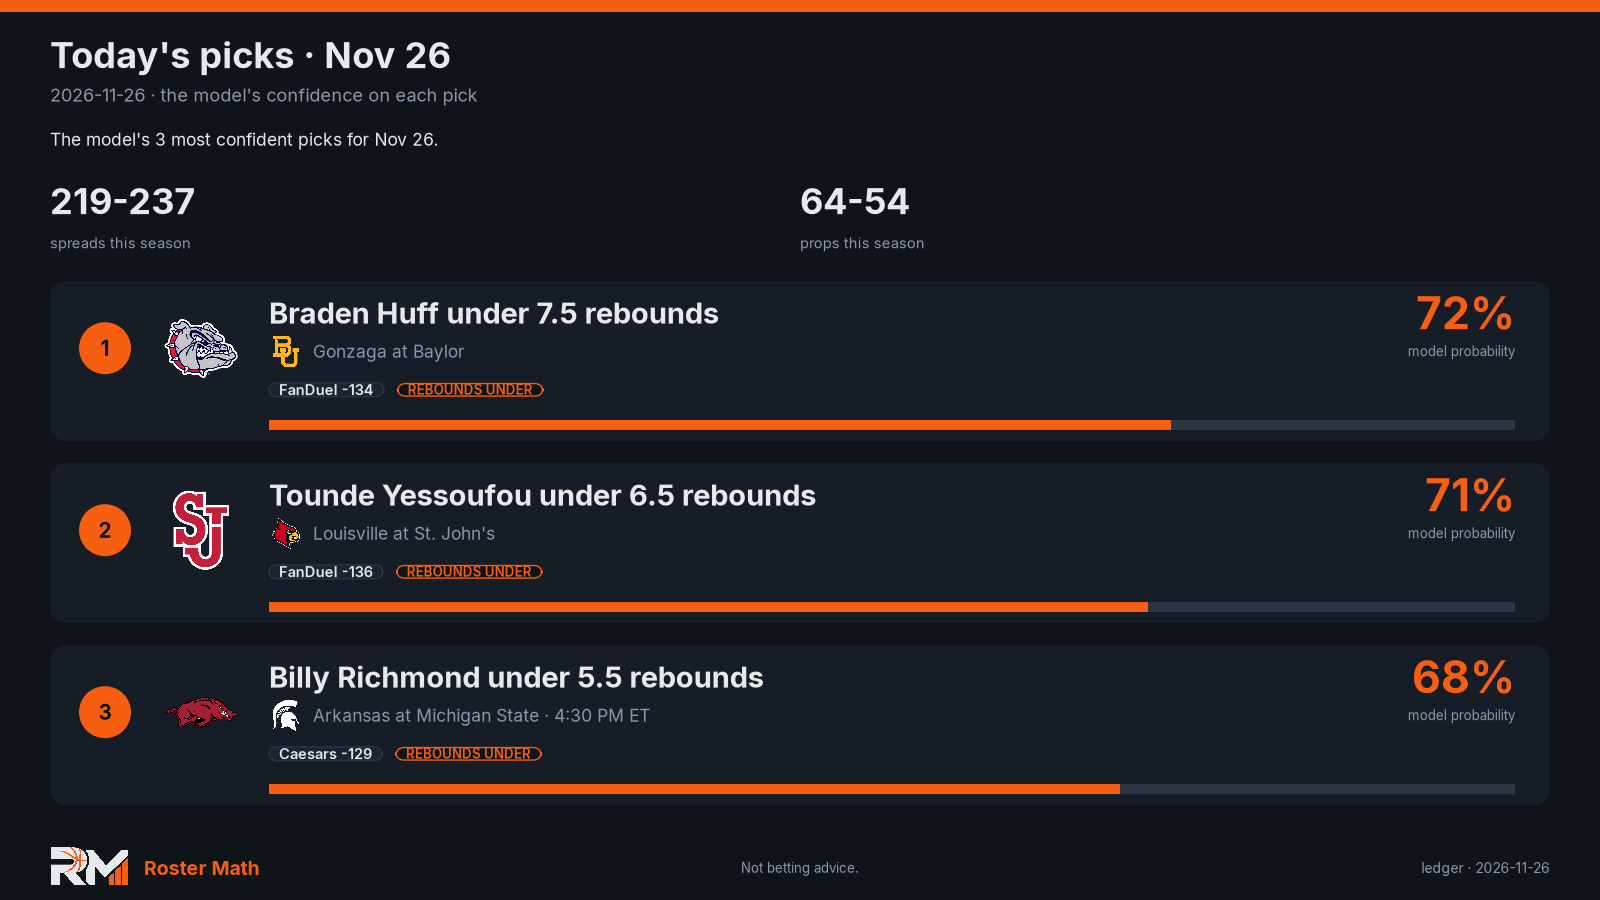 Today's picks · Nov 26
2026-11-26 · the model's confidence on each pick
The model's 3 most confident picks for Nov 26.
219-237
spreads this season
64-54
props this season
1
Braden Huff under 7.5 rebounds
BU
Gonzaga at Baylor
FanDuel -134
REBOUNDS UNDER
72%
model probability
2
SJ
Tounde Yessoufou under 6.5 rebounds
Louisville at St. John's
FanDuel -136
REBOUNDS UNDER
71%
model probability
3
Billy Richmond under 5.5 rebounds
Arkansas at Michigan State · 4:30 PM ET
Caesars -129
REBOUNDS UNDER
68%
model probability
RM
Roster Math
Not betting advice.
ledger · 2026-11-26